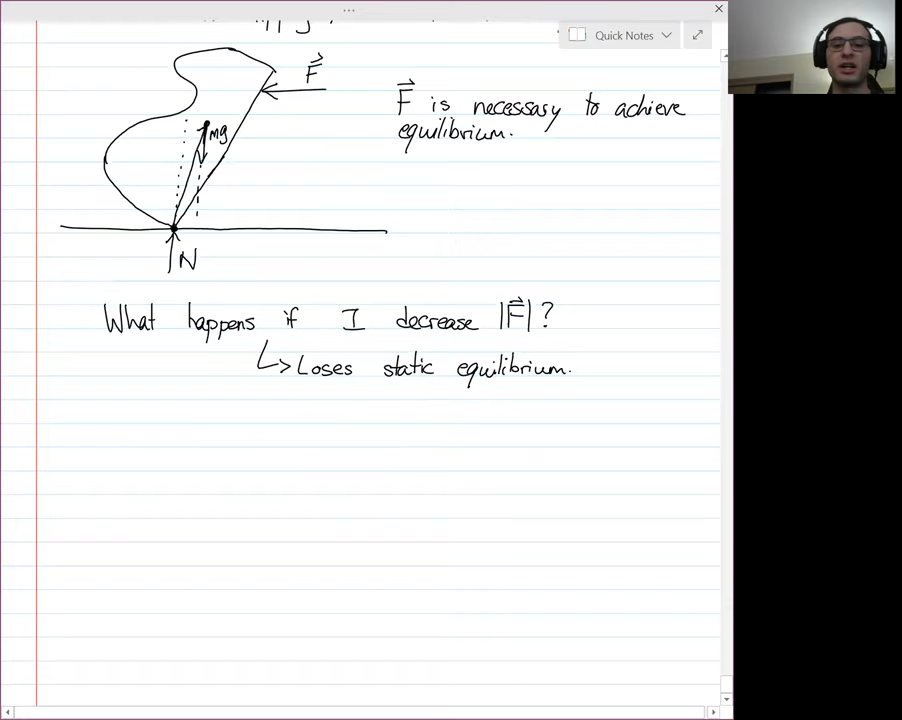 Quick Notes
F
mg
F is necessary to achieve
equilibrium.
N
What happens if I decrease |F|?
Loses static equilibrium.